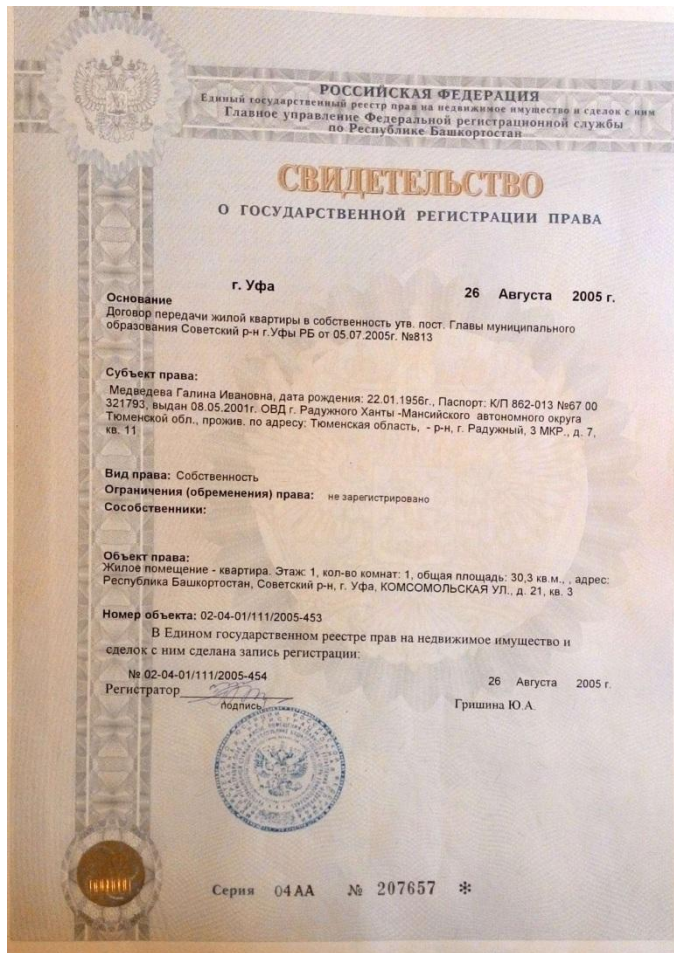 РОССИЙСКАЯ ФЕДЕРАЦИЯ
Единый государственный реестр прав на недвижимое имущество и сделок с ним
Главное управление Федеральной регистрационной службы
по Республике Башкортостан
СВИДЕТЕЛЬСТВО
О ГОСУДАРСТВЕННОЙ РЕГИСТРАЦИИ ПРАВА
г. Уфа 26 Августа 2005 г.
Основание
Договор передачи жилой квартиры в собственность утв. пост. Главы муниципального
образования Советский р-н г.Уфы РБ от 05.07.2005г. №813
Субъект права:
Медведева Галина Ивановна, дата рождения: 22.01.1956г., Паспорт: К/П 862-013 №67 00
321793, выдан 08.05.2001г. ОВД г. Радужного Ханты -Мансийского автономного округа
Тюменской обл., прожив. по адресу: Тюменская область, - р-н, г. Радужный, 3 МКР., д. 7,
кв. 11
Вид права: Собственность
Ограничения (обременения) права: не зарегистрировано
Сособственники:
Объект права:
Жилое помещение - квартира. Этаж: 1, кол-во комнат: 1, общая площадь: 30,3 кв.м., , адрес:
Республика Башкортостан, Советский р-н, г. Уфа, КОМСОМОЛЬСКАЯ УЛ., д. 21, кв. 3
Номер объекта: 02-04-01/111/2005-453
В Едином государственном реестре прав на недвижимое имущество и
сделок с ним сделана запись регистрации:
№ 02-04-01/111/2005-454
26 Августа 2005 г.
Регистратор
подпись
Гришина Ю.А.
Серия 04 АА № 207657 *